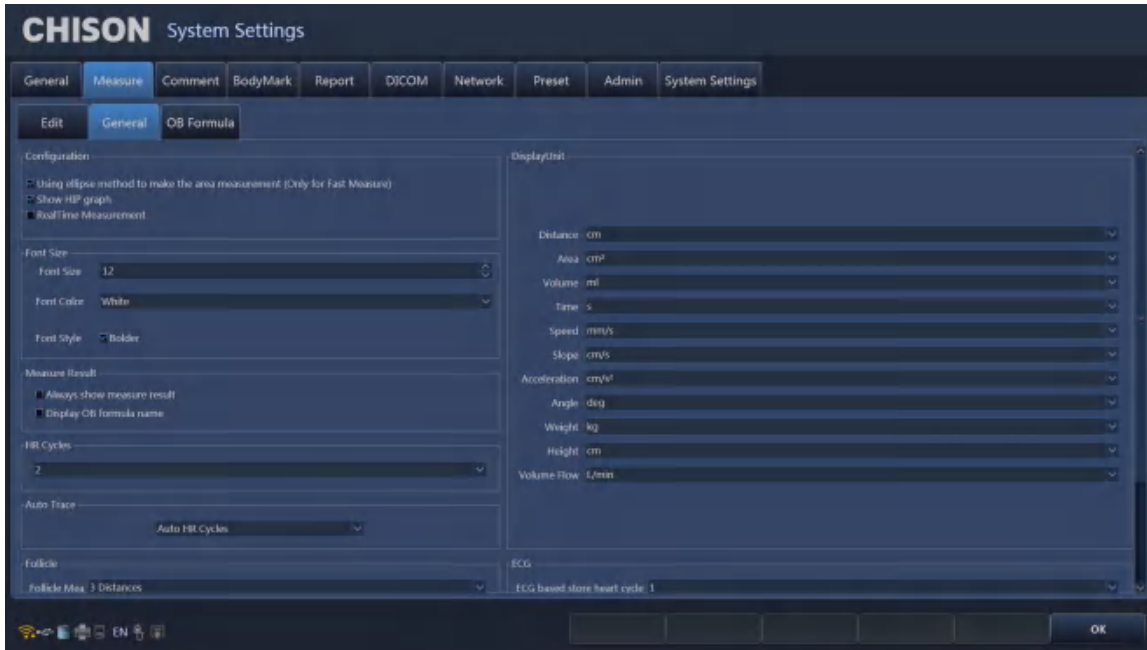 CHISON System Settings
General Measure Comment BodyMark Report DICOM Network Preset Admin System Settings
Edit General OB Formula
Configuration
Using ellipse method to make the area measurement (Only for Fast Measure)
Show HIP graph
RealTime Measurement
Font Size
Font Size 12
Font Color White
Font Style Bolder
Measure Result
Always show measure result
Display OB formula name
HR Cycles
2
Auto Trace
Auto HR Cycles
Follicle
Follicle Mea 3 Distances
DisplayUnit
Distance cm
Area cm²
Volume ml
Time s
Speed mm/s
Slope cm/s
Acceleration cm/s²
Angle deg
Weight kg
Height cm
Volume Flow L/min
ECG
ECG based store heart cycle 1
EN
OK